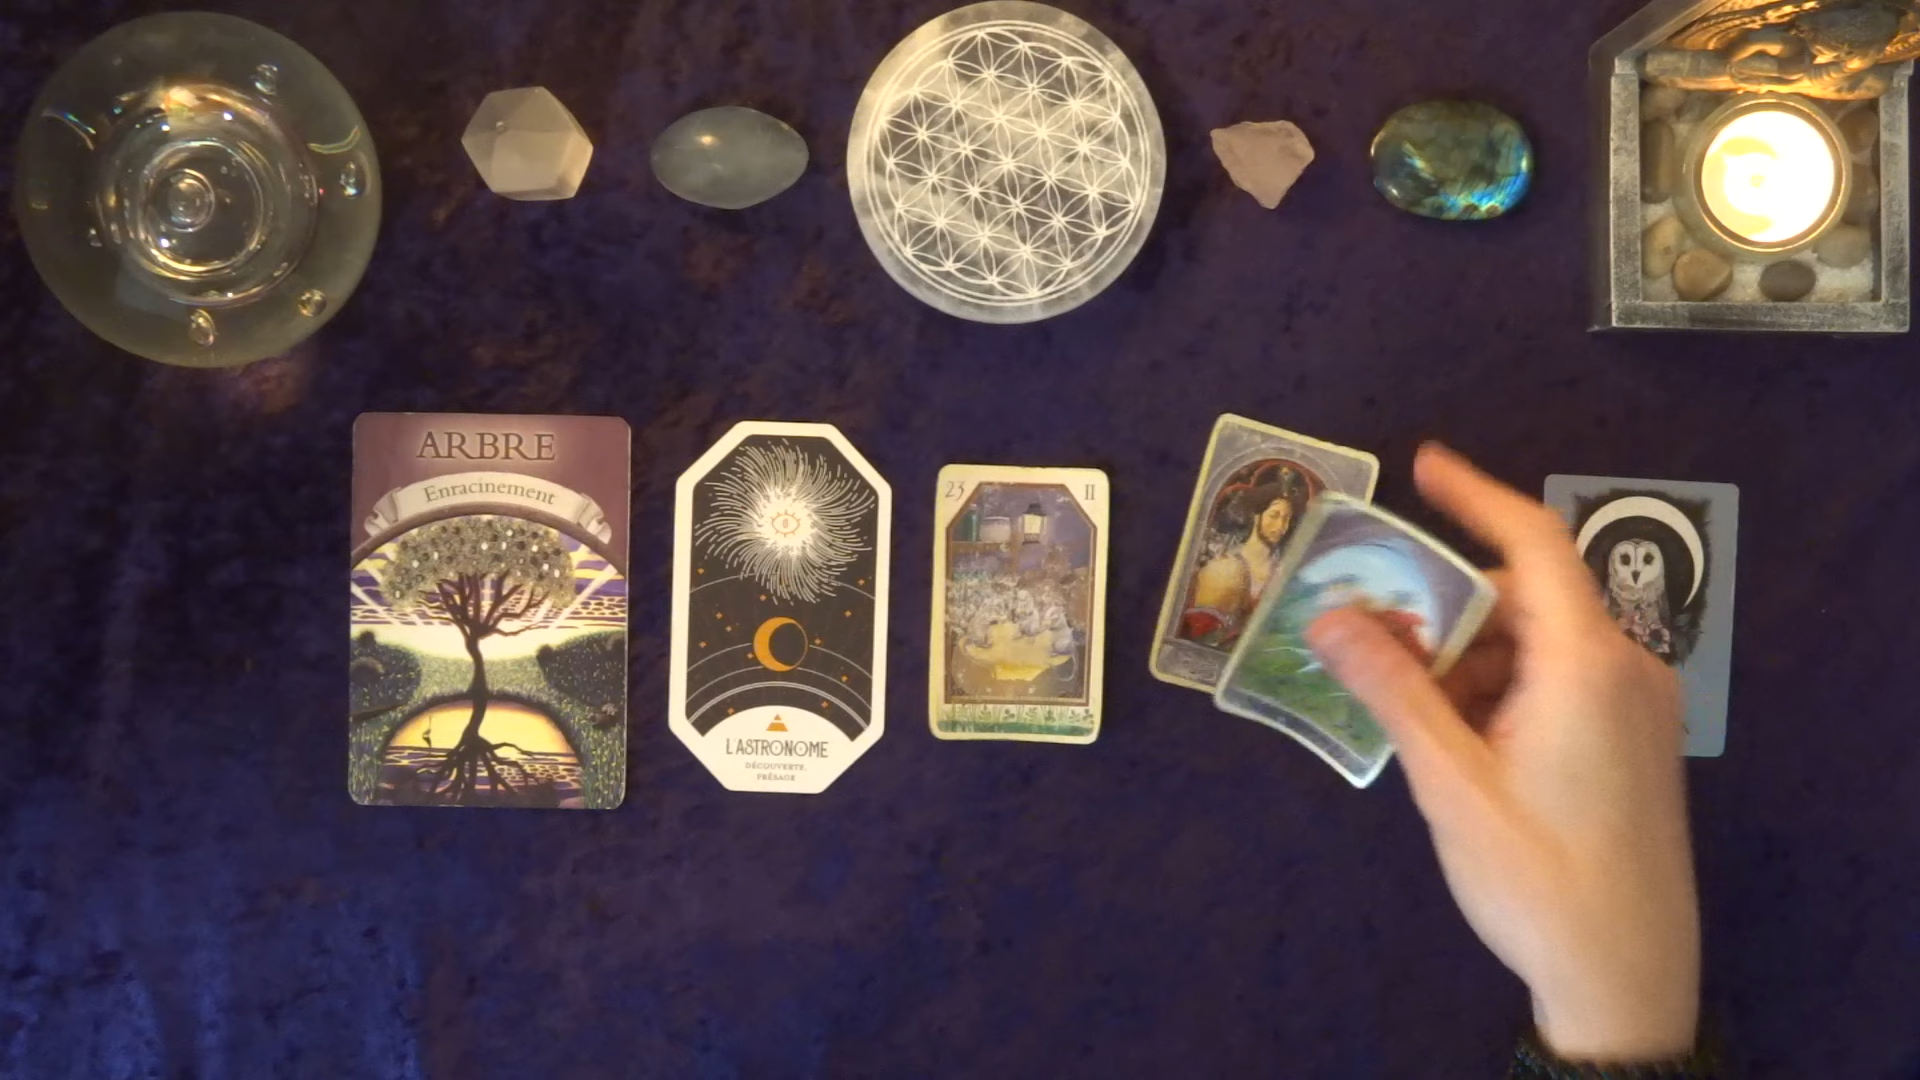 ARBRE
Enracinement
L'ASTRONOME
DÉCOUVERTE,
PRÉSAGE
23 II